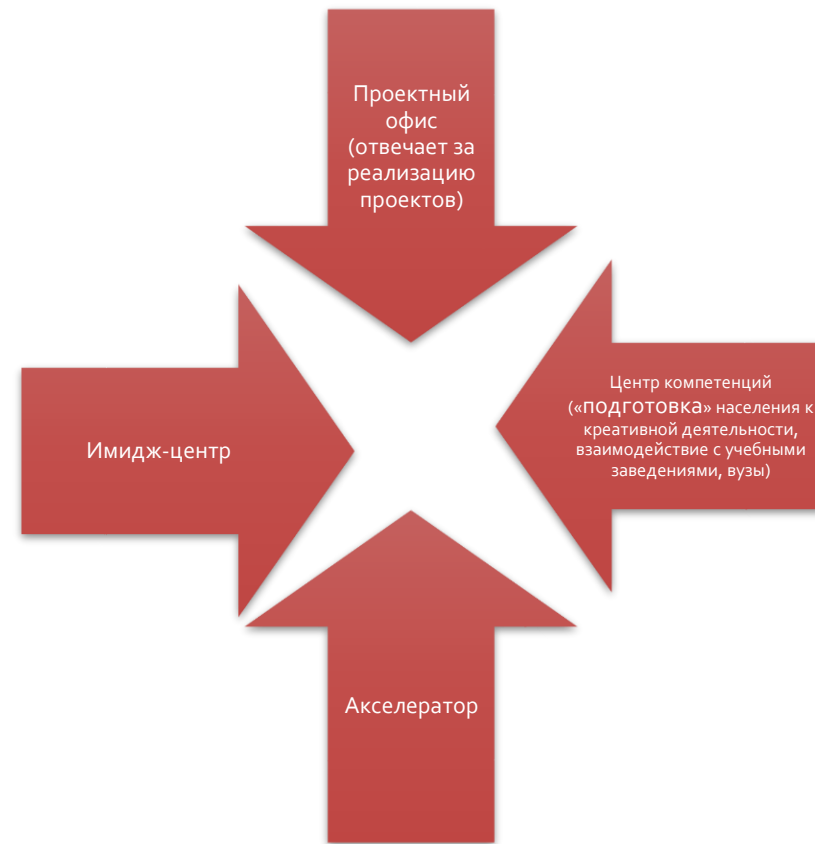 Проектный
офис
(отвечает за
реализацию
проектов)
Имидж-центр
Центр компетенций
(«подготовка» населения к
креативной деятельности,
взаимодействие с учебными
заведениями, вузы)
Акселератор